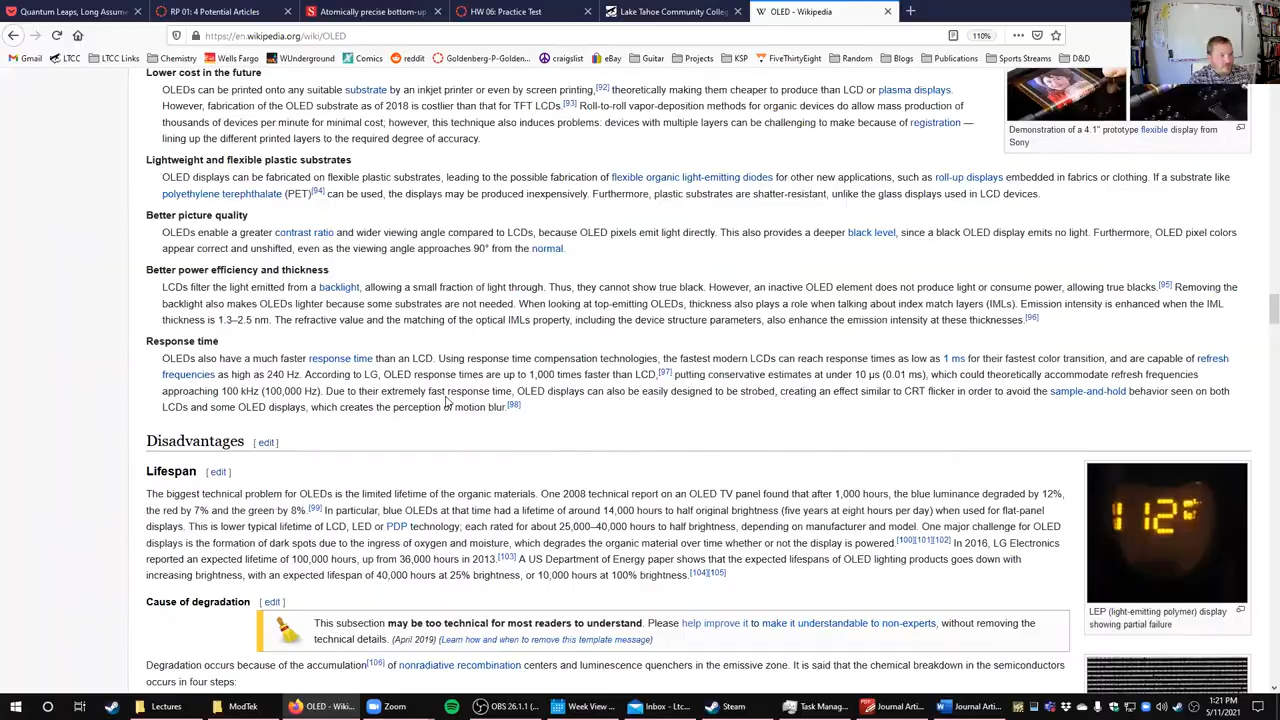 Quantum Leaps, Long Assume
RP 01: 4 Potential Articles
Atomically precise bottom-up
HW 06: Practice Test
Lake Tahoe Community Colleg
OLED - Wikipedia
https://en.wikipedia.org/wiki/OLED
110%
Gmail
LTCC
LTCC Links
Chemistry
Wells Fargo
WUnderground
Comics
reddit
Goldenberg-P-Golden...
craigslist
eBay
Guitar
Projects
KSP
FiveThirtyEight
Random
Blogs
Publications
Sports Streams
D&D
Lower cost in the future
OLEDs can be printed onto any suitable substrate by an inkjet printer or even by screen printing,[92] theoretically making them cheaper to produce than LCD or plasma displays.
However, fabrication of the OLED substrate as of 2018 is costlier than that for TFT LCDs.[93] Roll-to-roll vapor-deposition methods for organic devices do allow mass production of
thousands of devices per minute for minimal cost; however, this technique also induces problems: devices with multiple layers can be challenging to make because of registration —
lining up the different printed layers to the required degree of accuracy.
Demonstration of a 4.1" prototype flexible display from
Sony
Lightweight and flexible plastic substrates
OLED displays can be fabricated on flexible plastic substrates, leading to the possible fabrication of flexible organic light-emitting diodes for other new applications, such as roll-up displays embedded in fabrics or clothing. If a substrate like
polyethylene terephthalate (PET)[94] can be used, the displays may be produced inexpensively. Furthermore, plastic substrates are shatter-resistant, unlike the glass displays used in LCD devices.
Better picture quality
OLEDs enable a greater contrast ratio and wider viewing angle compared to LCDs, because OLED pixels emit light directly. This also provides a deeper black level, since a black OLED display emits no light. Furthermore, OLED pixel colors
appear correct and unshifted, even as the viewing angle approaches 90° from the normal.
Better power efficiency and thickness
LCDs filter the light emitted from a backlight, allowing a small fraction of light through. Thus, they cannot show true black. However, an inactive OLED element does not produce light or consume power, allowing true blacks.[95] Removing the
backlight also makes OLEDs lighter because some substrates are not needed. When looking at top-emitting OLEDs, thickness also plays a role when talking about index match layers (IMLs). Emission intensity is enhanced when the IML
thickness is 1.3–2.5 nm. The refractive value and the matching of the optical IMLs property, including the device structure parameters, also enhance the emission intensity at these thicknesses.[96]
Response time
OLEDs also have a much faster response time than an LCD. Using response time compensation technologies, the fastest modern LCDs can reach response times as low as 1 ms for their fastest color transition, and are capable of refresh
frequencies as high as 240 Hz. According to LG, OLED response times are up to 1,000 times faster than LCD,[97] putting conservative estimates at under 10 μs (0.01 ms), which could theoretically accommodate refresh frequencies
approaching 100 kHz (100,000 Hz). Due to their extremely fast response time, OLED displays can also be easily designed to be strobed, creating an effect similar to CRT flicker in order to avoid the sample-and-hold behavior seen on both
LCDs and some OLED displays, which creates the perception of motion blur.[98]
Disadvantages [ edit ]
Lifespan [ edit ]
The biggest technical problem for OLEDs is the limited lifetime of the organic materials. One 2008 technical report on an OLED TV panel found that after 1,000 hours, the blue luminance degraded by 12%,
the red by 7% and the green by 8%.[99] In particular, blue OLEDs at that time had a lifetime of around 14,000 hours to half original brightness (five years at eight hours per day) when used for flat-panel
displays. This is lower typical lifetime of LCD, LED or PDP technology; each rated for about 25,000–40,000 hours to half brightness, depending on manufacturer and model. One major challenge for OLED
displays is the formation of dark spots due to the ingress of oxygen and moisture, which degrades the organic material over time whether or not the display is powered.[100][101][102] In 2016, LG Electronics
reported an expected lifetime of 100,000 hours, up from 36,000 hours in 2013.[103] A US Department of Energy paper shows that the expected lifespans of OLED lighting products goes down with
increasing brightness, with an expected lifespan of 40,000 hours at 25% brightness, or 10,000 hours at 100% brightness.[104][105]
112
LEP (light-emitting polymer) display
showing partial failure
Cause of degradation [ edit ]
This subsection may be too technical for most readers to understand. Please help improve it to make it understandable to non-experts, without removing the
technical details. (April 2019) (Learn how and when to remove this template message)
Degradation occurs because of the accumulation[106] of nonradiative recombination centers and luminescence quenchers in the emissive zone. It is said that the chemical breakdown in the semiconductors
occurs in four steps:
Lectures
ModTek
OLED - Wiki...
Zoom
Week View ...
Inbox - Ltc...
Steam
Task Manag...
Journal Arti...
Journal Arti...
1:21 PM
5/11/2021